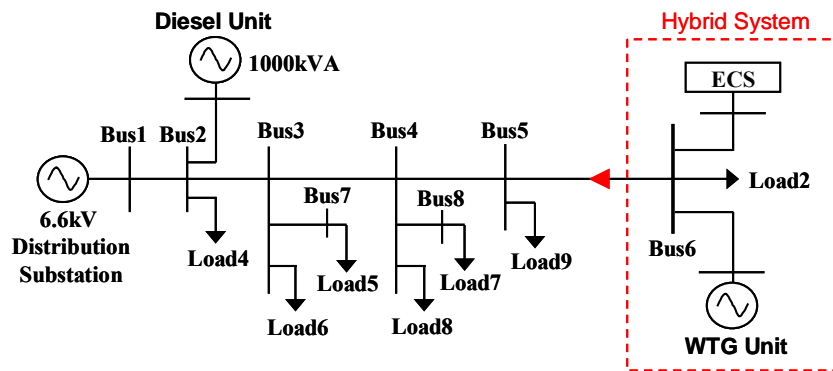 Diesel Unit
1000kVA
Hybrid System
ECS
Bus1
Bus2
Bus3
Bus4
Bus5
Bus7
Bus8
Load2
6.6kV
Distribution
Substation
Load4
Load5
Load6
Load7
Load8
Load9
Bus6
WTG Unit